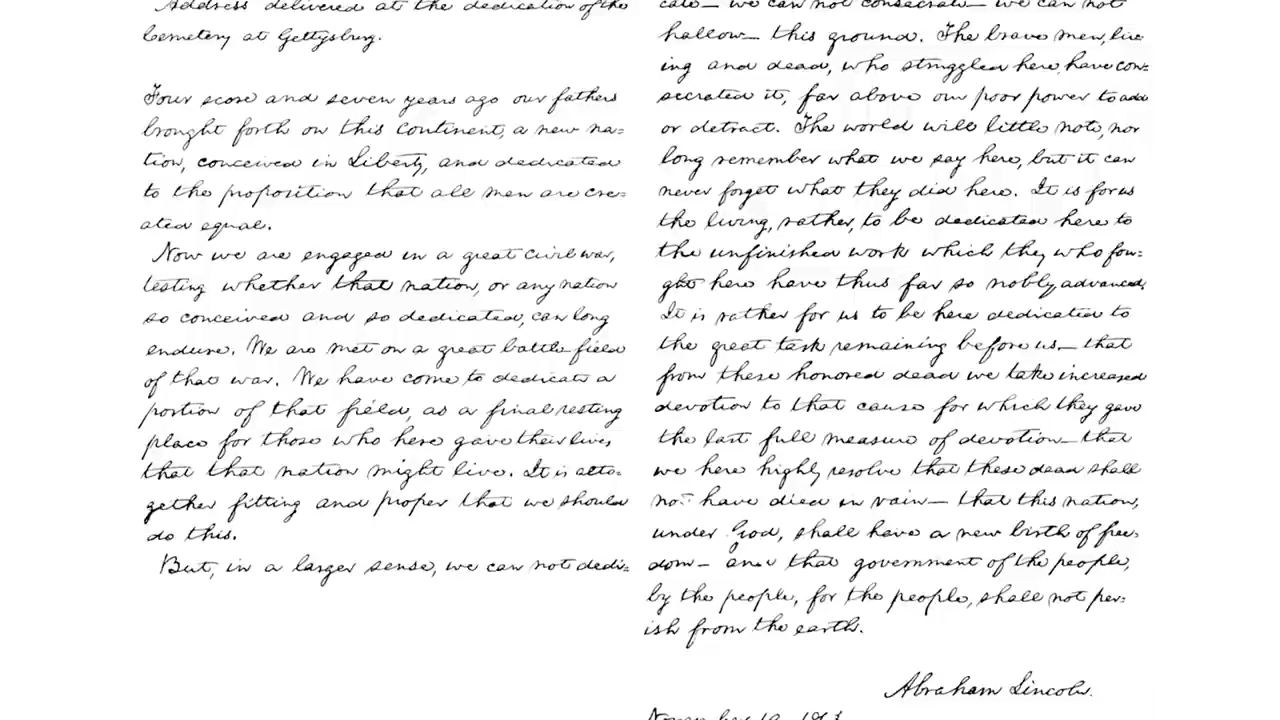 Address delivered at the dedication of the
Cemetery at Gettysburg.
Four score and seven years ago our fathers
brought forth on this continent, a new na=
tion, conceived in Liberty, and dedicated
to the proposition that all men are cre=
ated equal.
Now we are engaged in a great civil war,
testing whether that nation, or any nation
so conceived and so dedicated, can long
endure. We are met on a great battle-field
of that war. We have come to dedicate a
portion of that field, as a final resting
place for those who here gave their lives
that that nation might live. It is alto=
gether fitting and proper that we should
do this.
But, in a larger sense, we can not dedi=
cate— we can not consecrate— we can not
hallow— this ground. The brave men, liv=
ing and dead, who struggled here, have con=
secrated it, far above our poor power to add
or detract. The world will little note, nor
long remember what we say here, but it can
never forget what they did here. It is for us
the living, rather, to be dedicated here to
the unfinished work which they who fou=
ght here have thus far so nobly advanced.
It is rather for us to be here dedicated to
the great task remaining before us— that
from these honored dead we take increased
devotion to that cause for which they gave
the last full measure of devotion— that
we here highly resolve that these dead shall
not have died in vain— that this nation,
under God, shall have a new birth of free=
dom— and that government of the people,
by the people, for the people, shall not per=
ish from the earth.
Abraham Lincoln.
November 19, 1863.